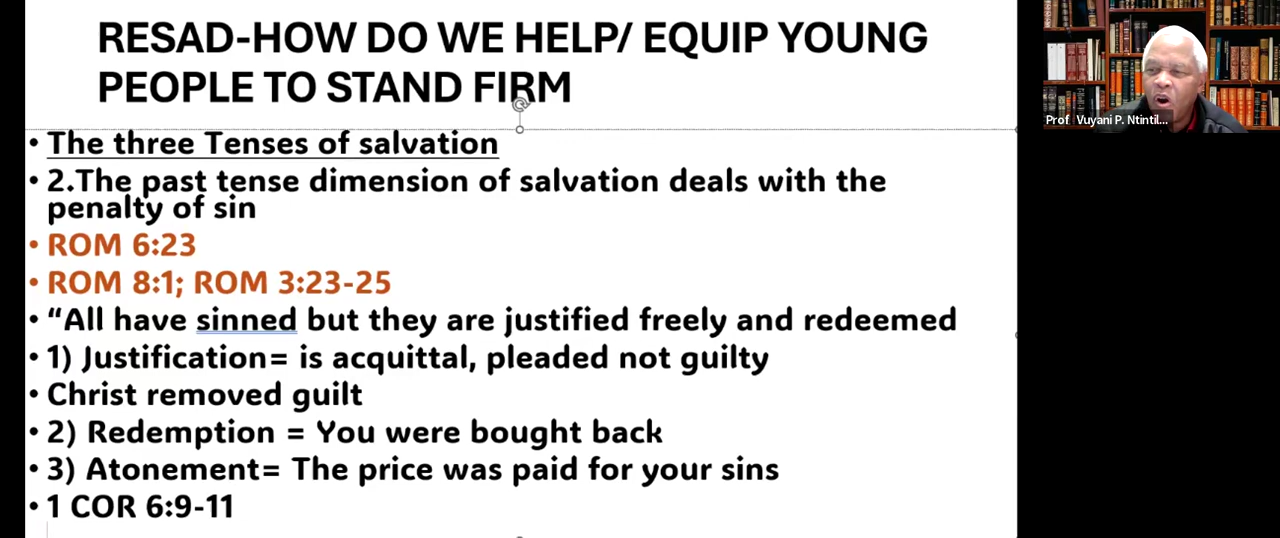 RESAD-HOW DO WE HELP/ EQUIP YOUNG
PEOPLE TO STAND FIRM
• The three Tenses of salvation
• 2.The past tense dimension of salvation deals with the
penalty of sin
• ROM 6:23
• ROM 8:1; ROM 3:23-25
• “All have sinned but they are justified freely and redeemed
• 1) Justification= is acquittal, pleaded not guilty
• Christ removed guilt
• 2) Redemption = You were bought back
• 3) Atonement= The price was paid for your sins
• 1 COR 6:9-11
Prof Vuyani P. Ntintil...